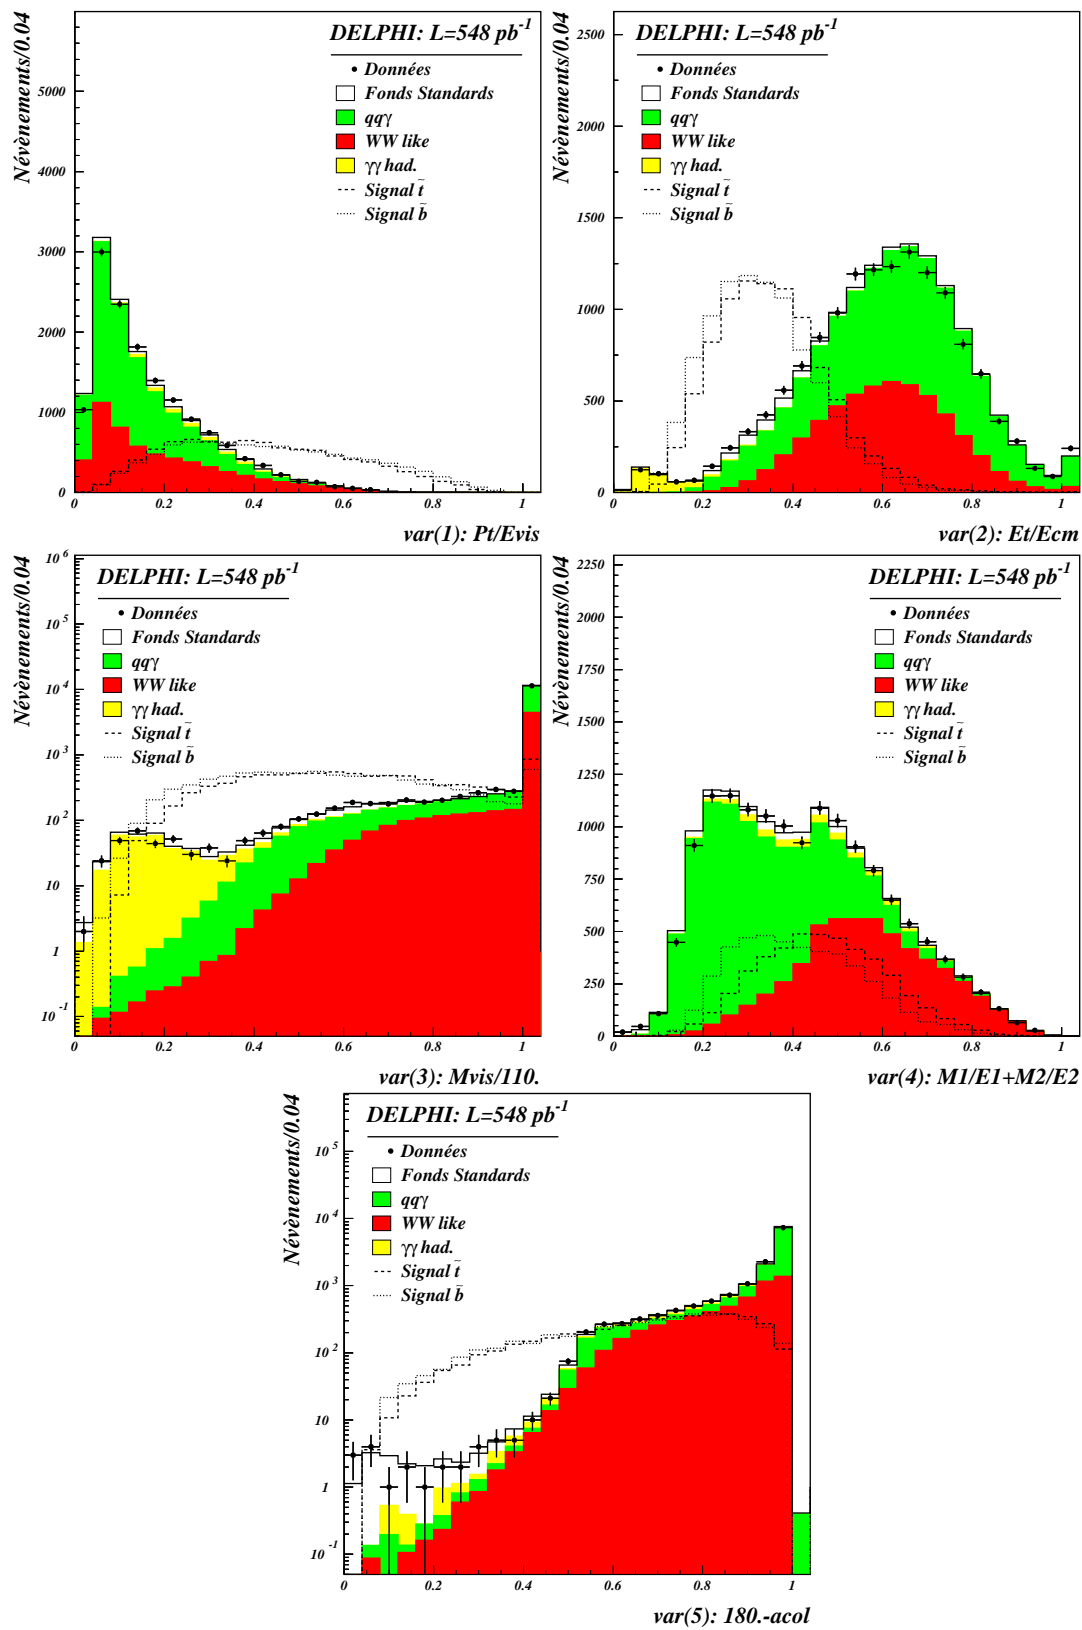 DELPHI: L=548 pb-1
Données
Fonds Standards
qqγ
WW like
γγ had.
Signal t̃
Signal b̃
Névènements/0.04
5000
4000
3000
2000
1000
0
0 0.2 0.4 0.6 0.8 1
var(1): Pt/Evis
DELPHI: L=548 pb-1
Données
Fonds Standards
qqγ
WW like
γγ had.
Signal t̃
Signal b̃
Névènements/0.04
2500
2000
1500
1000
500
0
0 0.2 0.4 0.6 0.8 1
var(2): Et/Ecm
DELPHI: L=548 pb-1
Données
Fonds Standards
qqγ
WW like
γγ had.
Signal t̃
Signal b̃
Névènements/0.04
10 6
10 5
10 4
10 3
10 2
10
1
10 -1
0 0.2 0.4 0.6 0.8 1
var(3): Mvis/110.
DELPHI: L=548 pb-1
Données
Fonds Standards
qqγ
WW like
γγ had.
Signal t̃
Signal b̃
Névènements/0.04
2250
2000
1750
1500
1250
1000
750
500
250
0
0 0.2 0.4 0.6 0.8 1
var(4): M1/E1+M2/E2
DELPHI: L=548 pb-1
Données
Fonds Standards
qqγ
WW like
γγ had.
Signal t̃
Signal b̃
Névènements/0.04
10 5
10 4
10 3
10 2
10
1
10 -1
0 0.2 0.4 0.6 0.8 1
var(5): 180.-acol